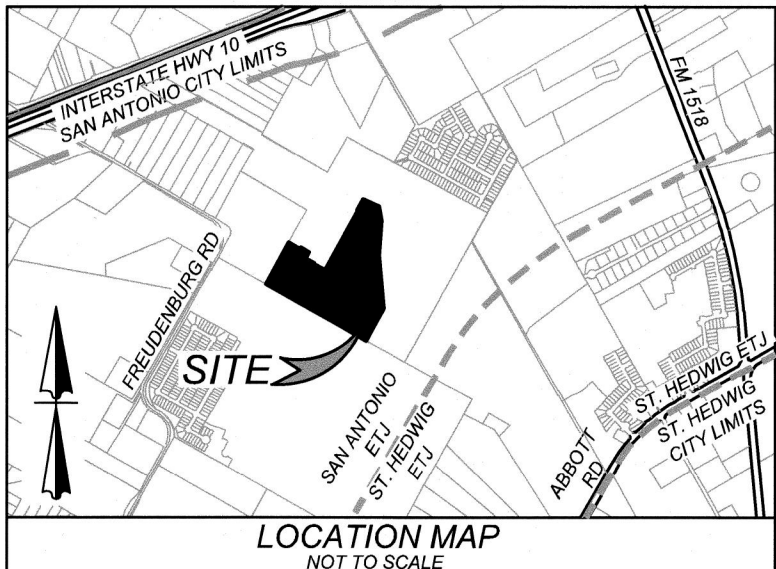 INTERSTATE HWY 10
SAN ANTONIO CITY LIMITS
FM 1518
FREUDENBURG RD
SITE
SAN ANTONIO
ETJ
ST. HEDWIG
ETJ
ABBOTT
RD
ST. HEDWIG ETJ
ST. HEDWIG
CITY LIMITS
LOCATION MAP
NOT TO SCALE